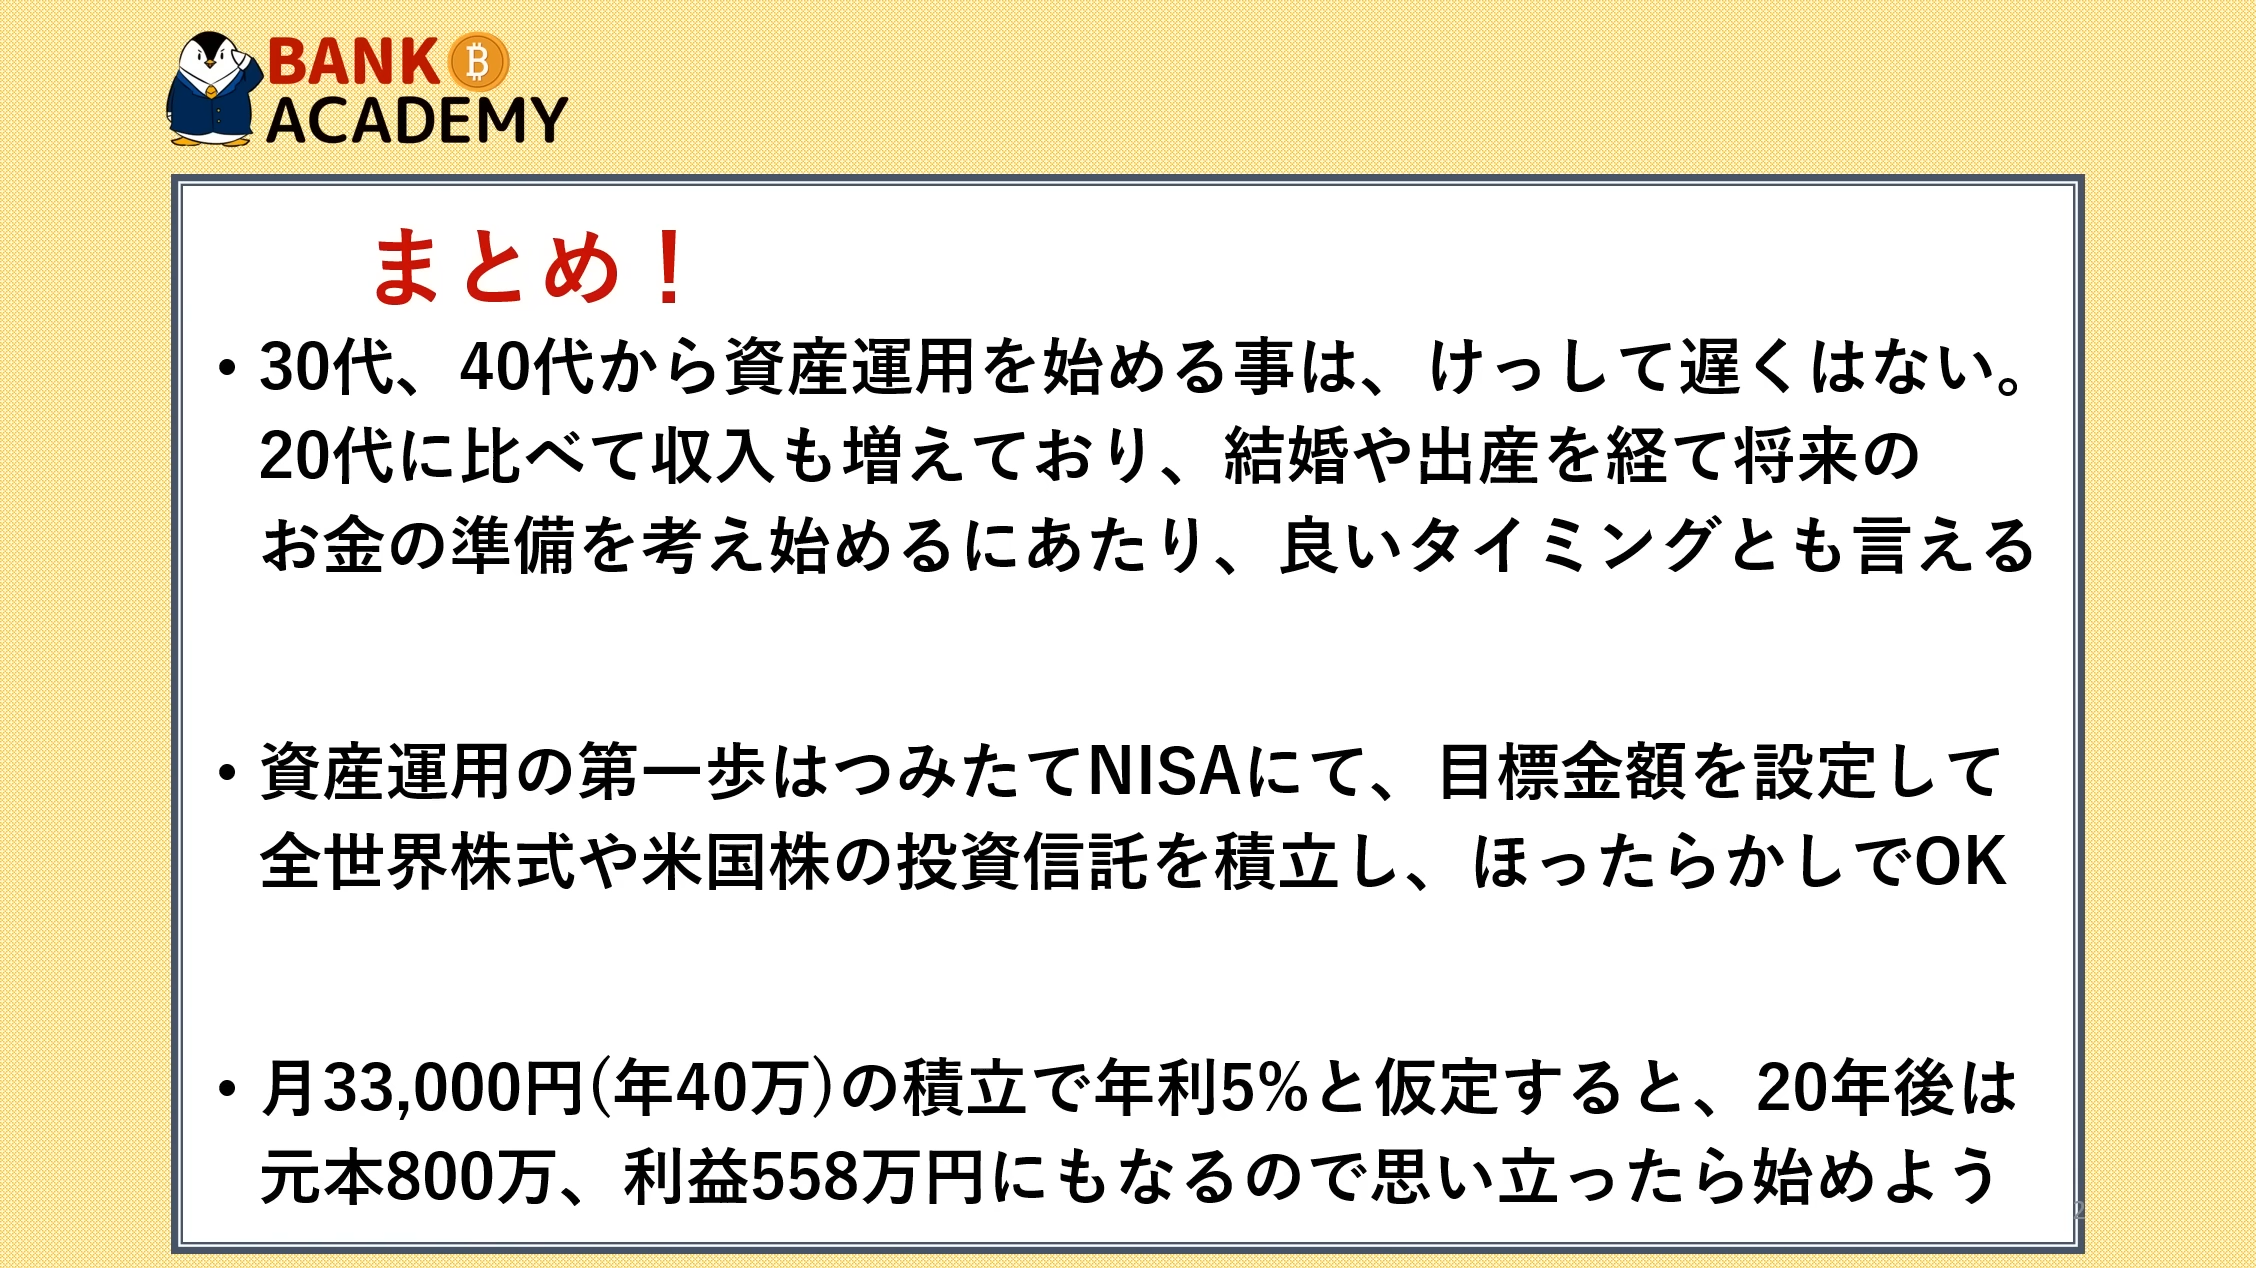 BANK
ACADEMY
まとめ！
・30代、40代から資産運用を始める事は、けっして遅くはない。
20代に比べて収入も増えており、結婚や出産を経て将来の
お金の準備を考え始めるにあたり、良いタイミングとも言える
・資産運用の第一歩はつみたてNISAにて、目標金額を設定して
全世界株式や米国株の投資信託を積立し、ほったらかしでOK
・月33,000円(年40万)の積立で年利5%と仮定すると、20年後は
元本800万、利益558万円にもなるので思い立ったら始めよう
2